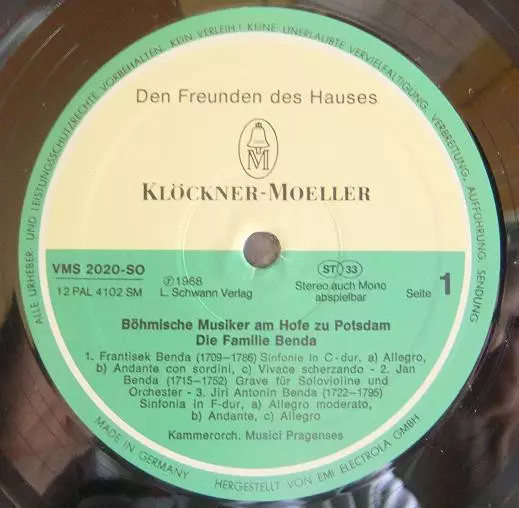 ALLE URHEBER- UND LEISTUNGSSCHUTZRECHTE VORBEHALTEN. KEIN VERLEIH! KEINE UNERLAUBTE VERVIELFÄLTIGUNG, VERBREITUNG, AUFFÜHRUNG, SENDUNG
Den Freunden des Hauses
M
KLÖCKNER-MOELLER
VMS 2020-SO
12 PAL 4102 SM
℗ 1968
L. Schwann Verlag
ST 33
Stereo auch Mono
abspielbar
Seite 1
Böhmische Musiker am Hofe zu Potsdam
Die Familie Benda
1. Frantisek Benda (1709—1786) Sinfonie in C-dur, a) Allegro,
b) Andante con sordini, c) Vivace scherzando - 2. Jan
Benda (1715—1752) Grave für Solovioline und
Orchester - 3. Jiri Antonin Benda (1722—1795)
Sinfonia in F-dur, a) Allegro moderato,
b) Andante, c) Allegro
Kammerorch. Musici Pragenses
MADE IN GERMANY · HERGESTELLT VON EMI ELECTROLA GMBH